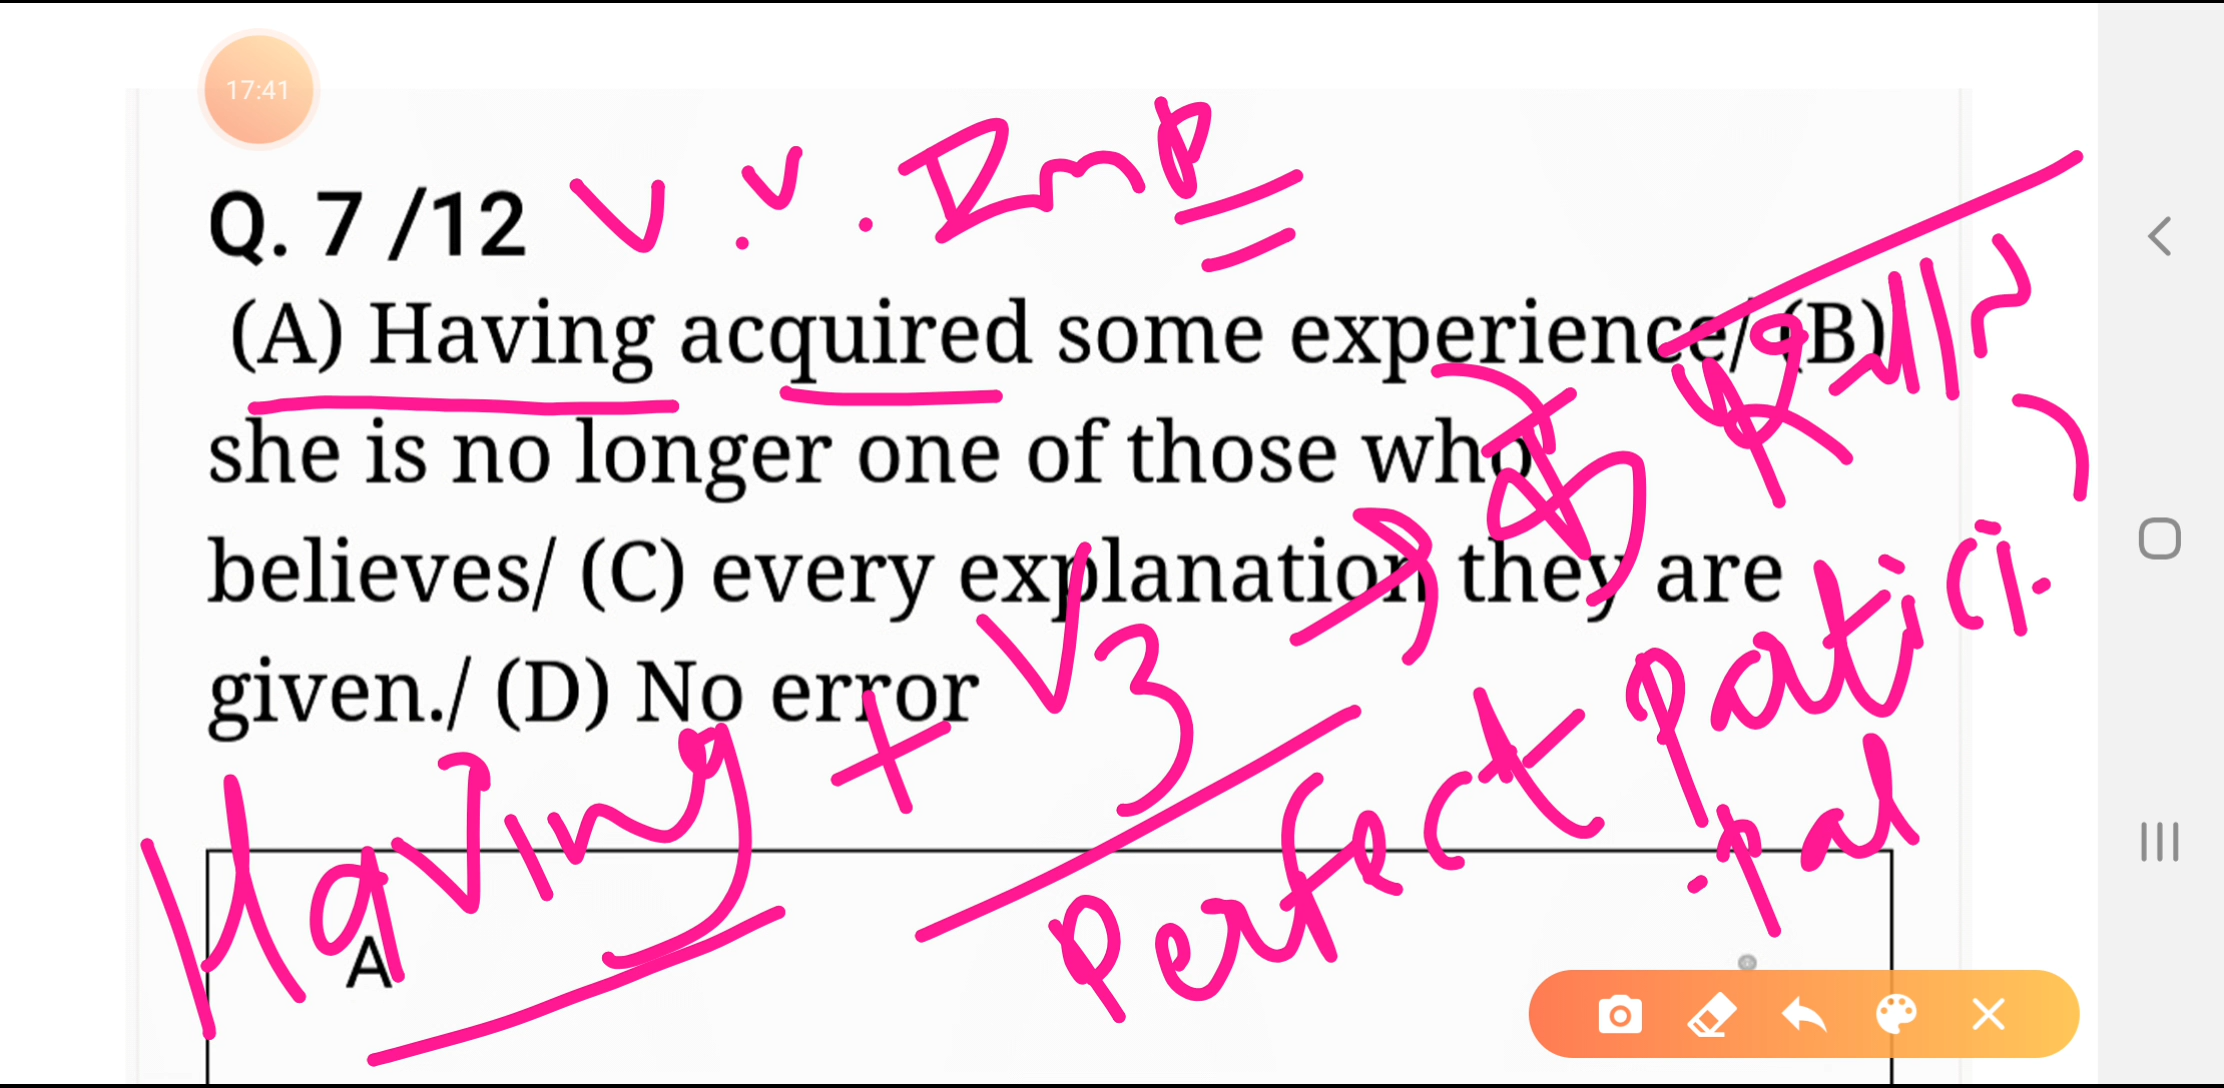 17:41
Q. 7 /12 V.V. Imp
(A) Having acquired some experience/ (B)
she is no longer one of those who
believes/ (C) every explanation they are
given./ (D) No error
Having + V3 →
Perfect Paticipal
A